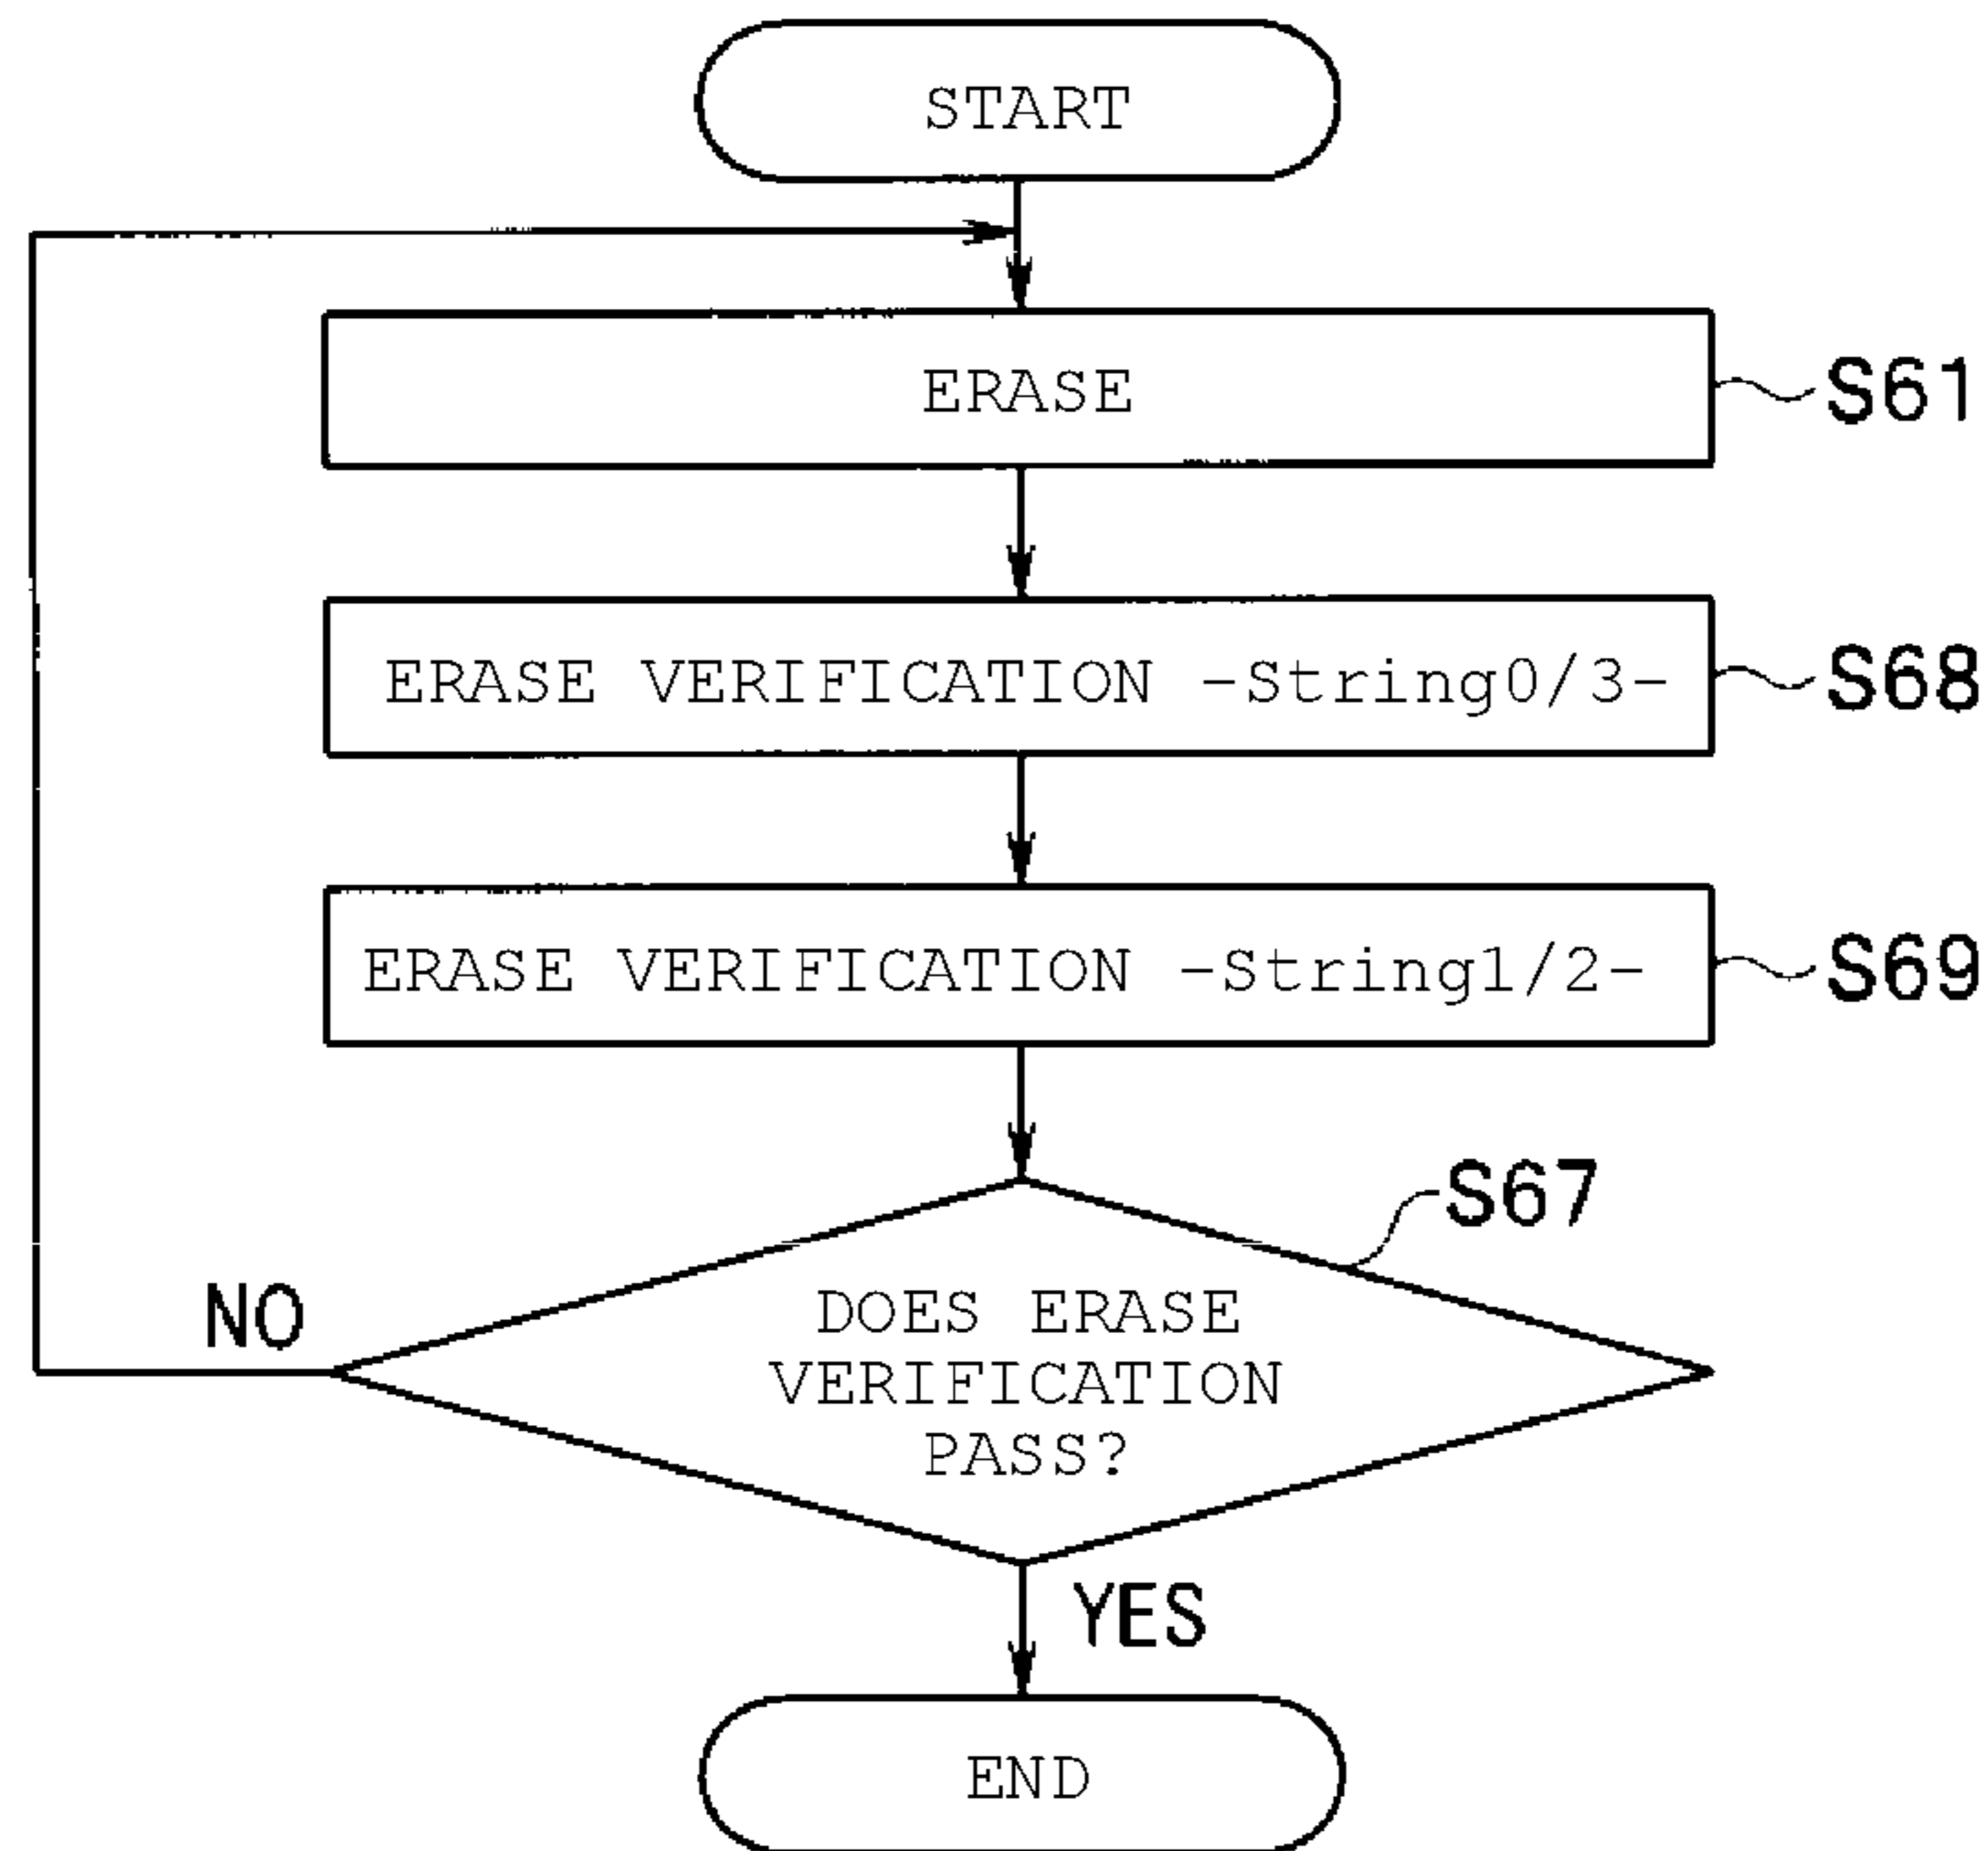 START
ERASE
S61
ERASE VERIFICATION -String0/3-
S68
ERASE VERIFICATION -String1/2-
S69
S67
DOES ERASE
VERIFICATION
PASS?
NO
YES
END